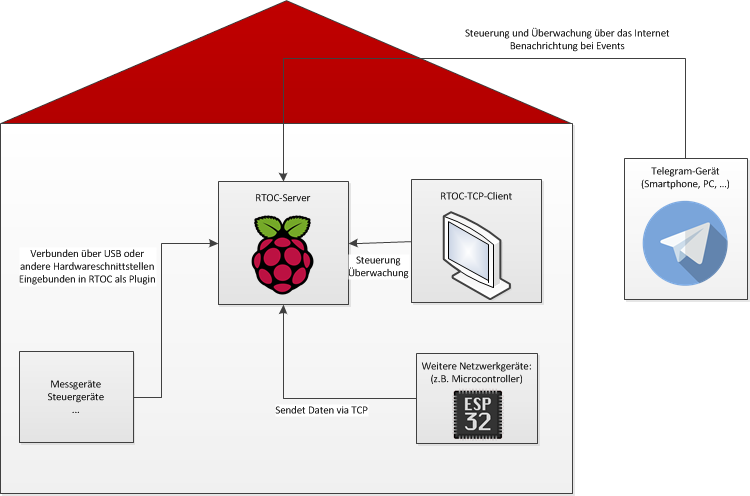 Steuerung und Überwachung über das Internet
Benachrichtigung bei Events
Telegram-Gerät
(Smartphone, PC, ...)
RTOC-Server
RTOC-TCP-Client
Verbunden über USB oder
andere Hardwareschnittstellen
Eingebunden in RTOC als Plugin
Steuerung
Überwachung
Messgeräte
Steuergeräte
...
Weitere Netzwerkgeräte:
(z.B. Microcontroller)
ESP
32
Sendet Daten via TCP